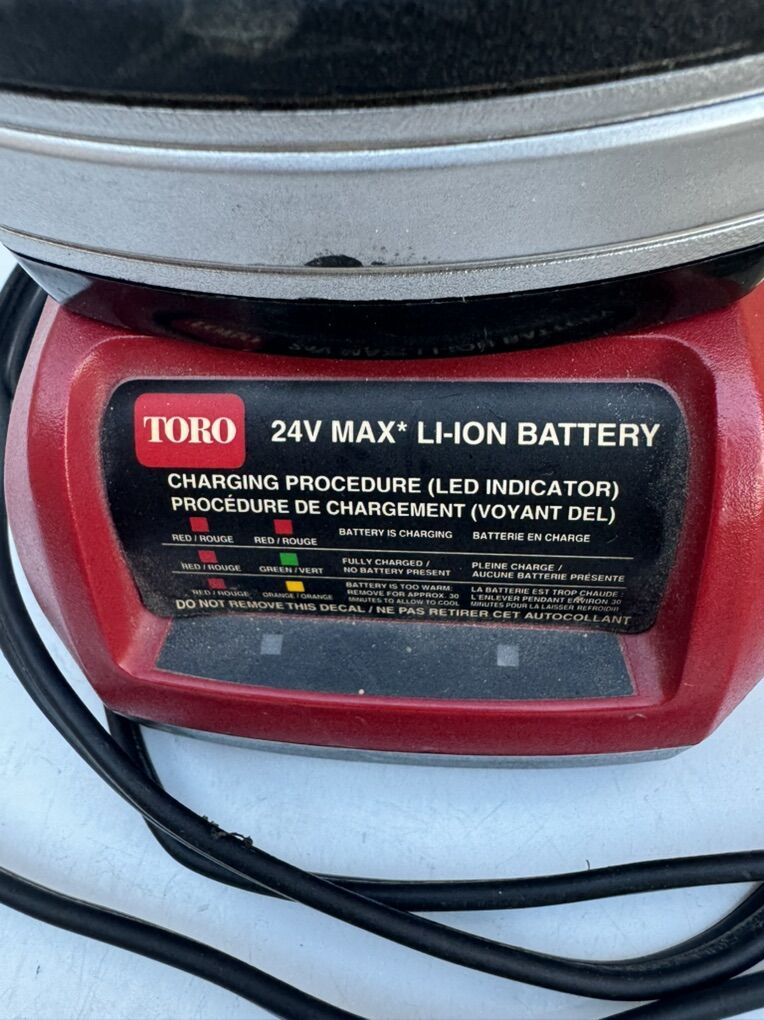 TORO
24V MAX* LI-ION BATTERY
CHARGING PROCEDURE (LED INDICATOR)
PROCÉDURE DE CHARGEMENT (VOYANT DEL)
RED / ROUGE RED / ROUGE BATTERY IS CHARGING BATTERIE EN CHARGE
RED / ROUGE GREEN / VERT FULLY CHARGED / NO BATTERY PRESENT PLEINE CHARGE / AUCUNE BATTERIE PRÉSENTE
RED / ROUGE ORANGE / ORANGE BATTERY IS TOO WARM: REMOVE FOR APPROX. 30 MINUTES TO ALLOW TO COOL LA BATTERIE EST TROP CHAUDE : L'ENLEVER PENDANT ENVIRON 30 MINUTES POUR LA LAISSER REFROIDIR
DO NOT REMOVE THIS DECAL / NE PAS RETIRER CET AUTOCOLLANT